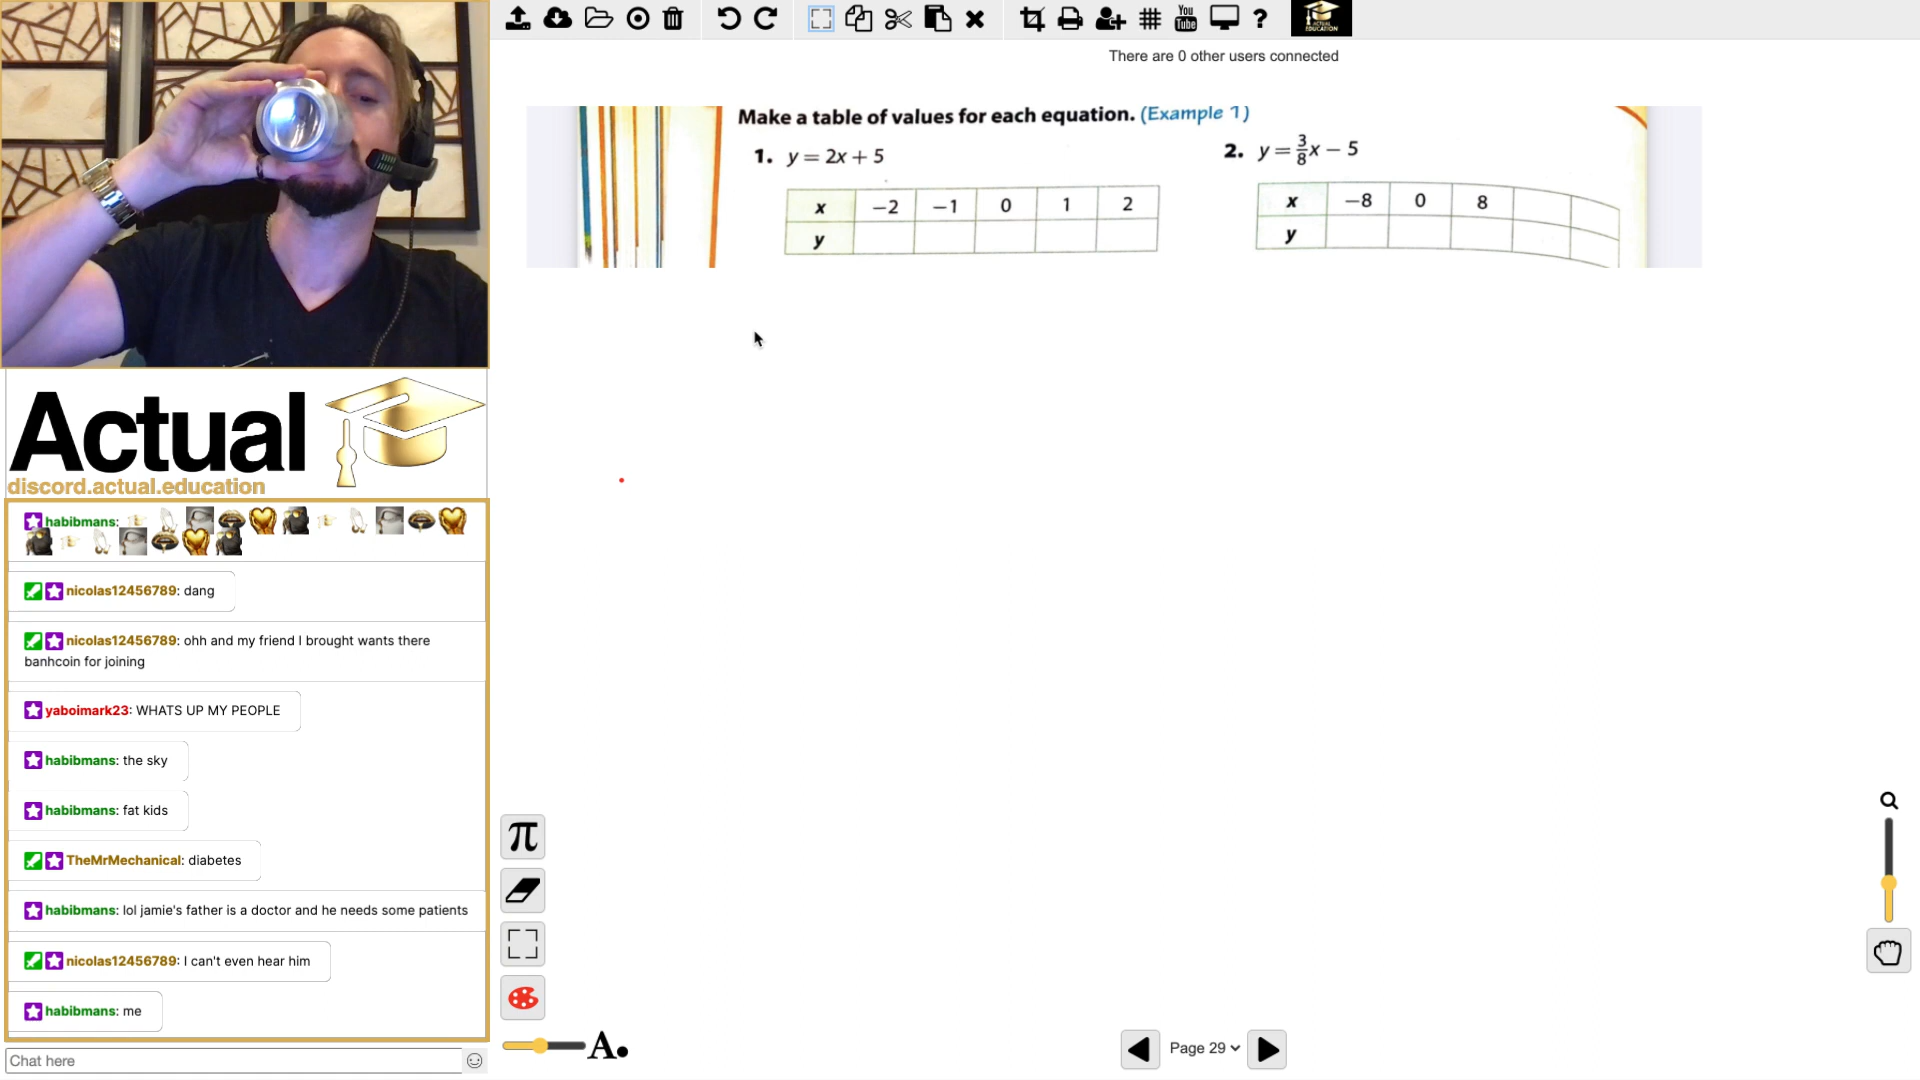 You
Tube
?
ACTUAL
EDUCATION
There are 0 other users connected
Make a table of values for each equation. (Example 1)
1. y = 2x + 5
x −2 −1 0 1 2
y
2. y = 3/8x − 5
x −8 0 8
y
Actual
discord.actual.education
habibmans:
nicolas12456789: dang
nicolas12456789: ohh and my friend I brought wants there
banhcoin for joining
yaboimark23: WHATS UP MY PEOPLE
habibmans: the sky
habibmans: fat kids
TheMrMechanical: diabetes
habibmans: lol jamie's father is a doctor and he needs some patients
nicolas12456789: I can't even hear him
habibmans: me
Chat here
π
A
Page 29